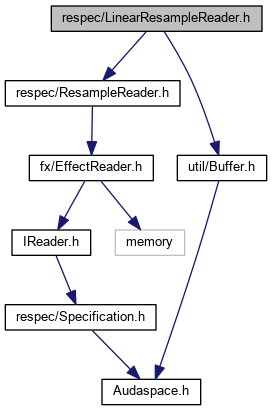 respec/LinearResampleReader.h
respec/ResampleReader.h
fx/EffectReader.h
util/Buffer.h
IReader.h
memory
respec/Specification.h
Audaspace.h